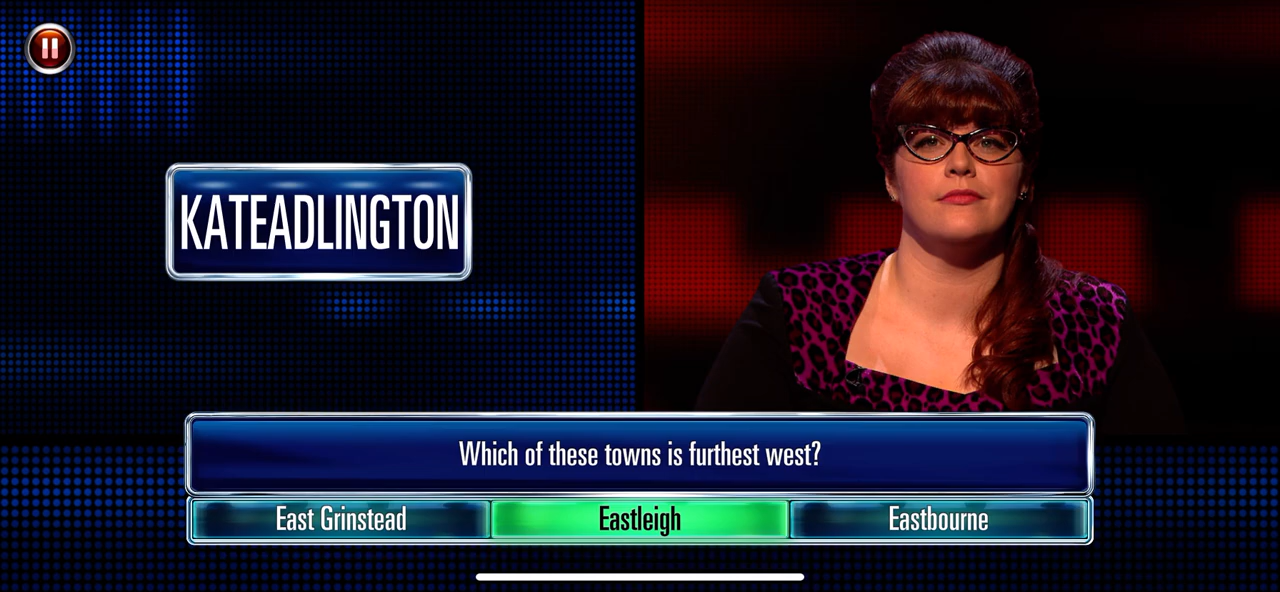 KATEADLINGTON
Which of these towns is furthest west?
East Grinstead
Eastleigh
Eastbourne